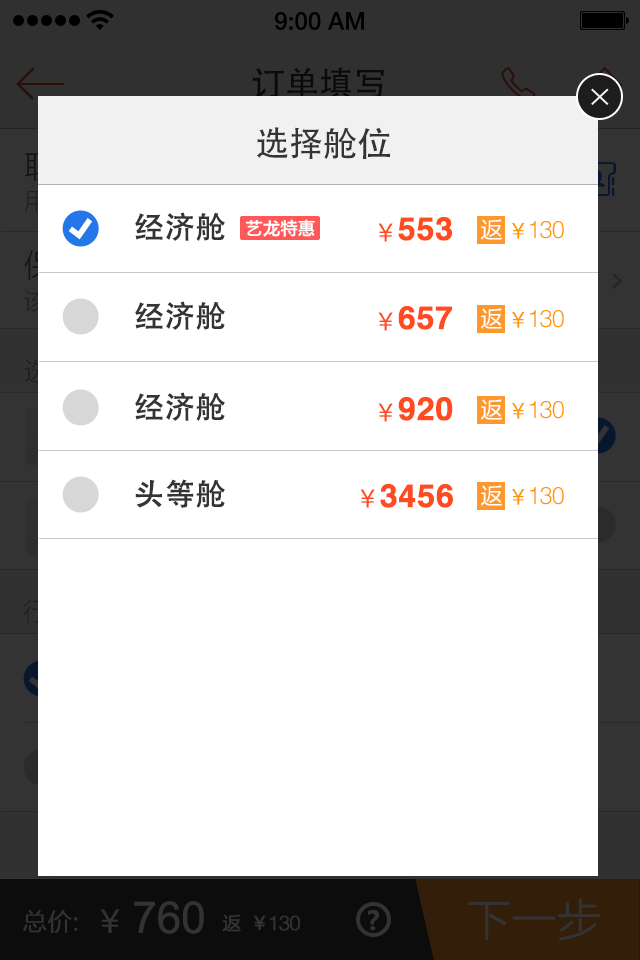 9:00 AM
订单填写
选择舱位
经济舱 艺龙特惠 ¥553 返 ¥130
经济舱 ¥657 返 ¥130
经济舱 ¥920 返 ¥130
头等舱 ¥3456 返 ¥130
总价: ¥ 760 返 ¥130 ? 下一步